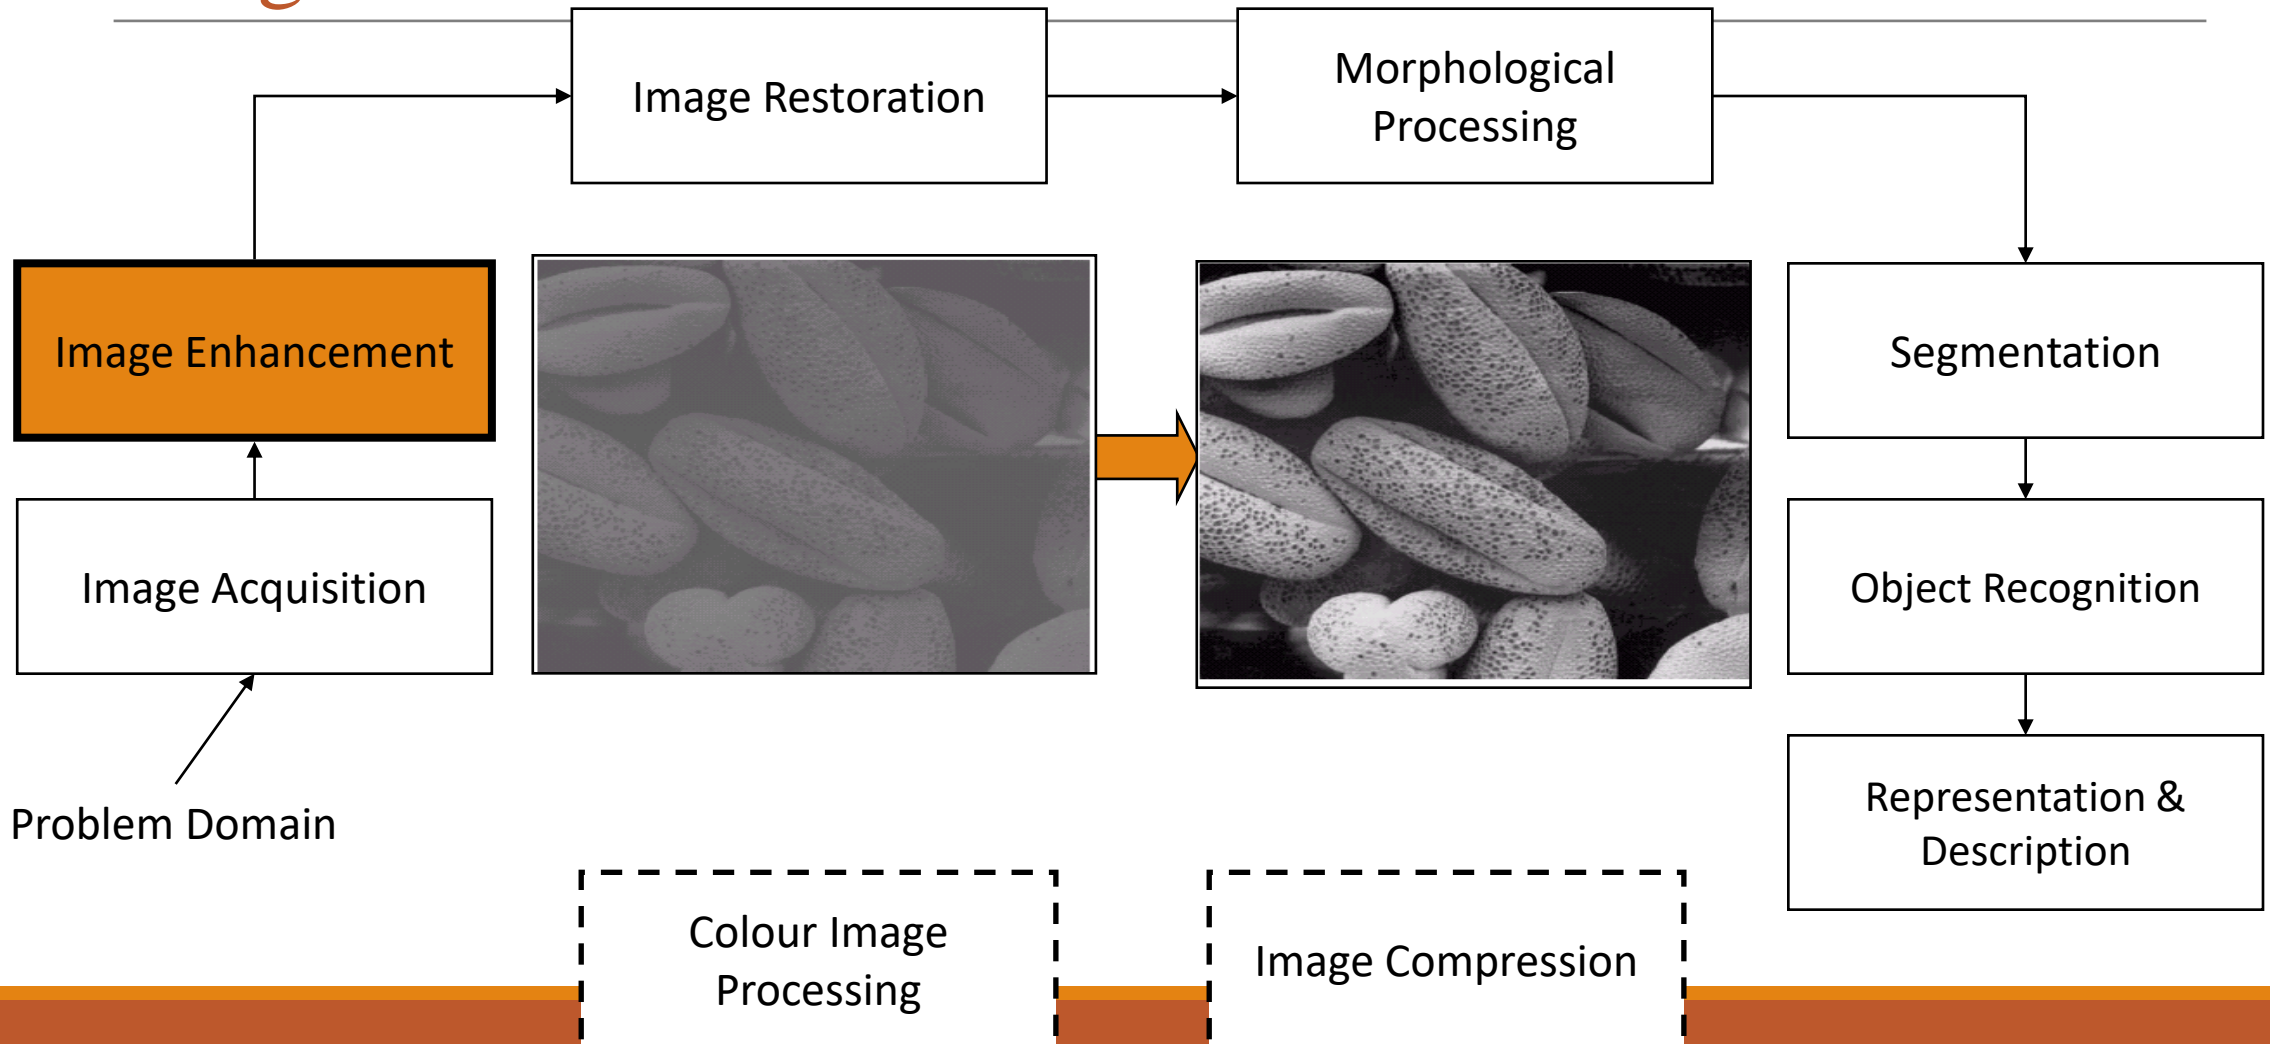 Image Restoration
Morphological
Processing
Image Enhancement
Segmentation
Image Acquisition
Object Recognition
Problem Domain
Representation &
Description
Colour Image
Processing
Image Compression